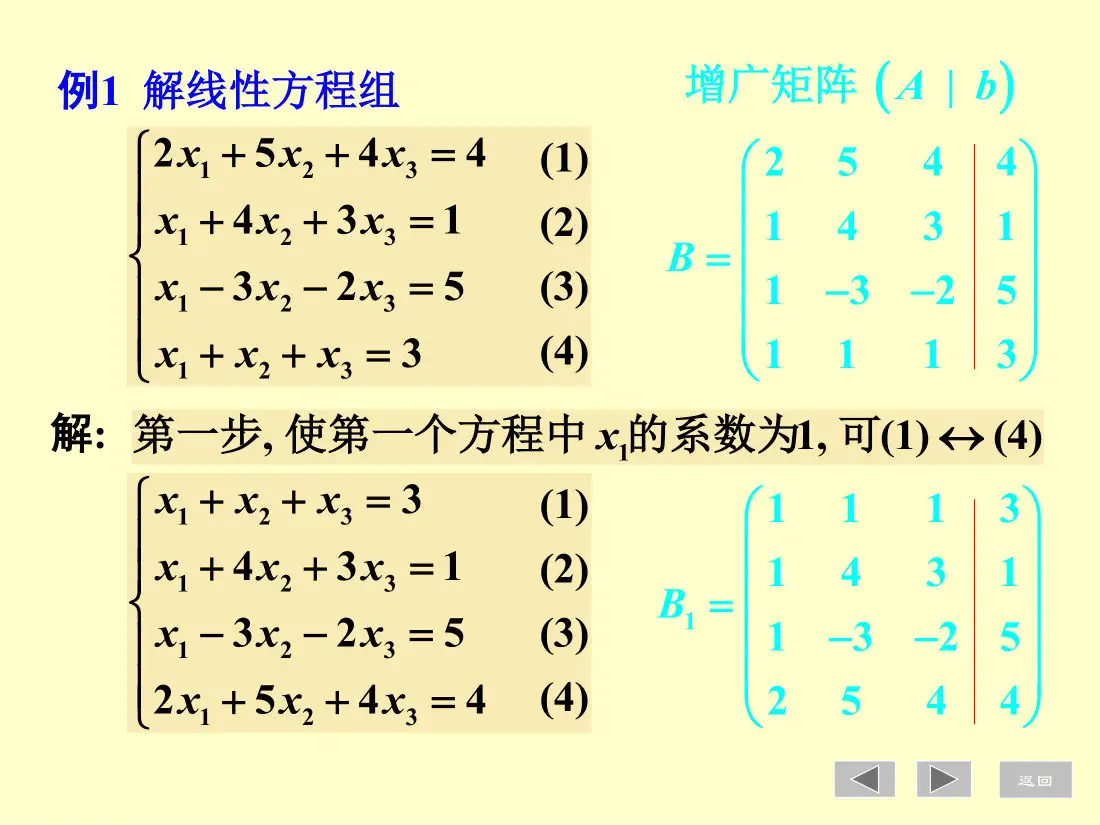 例1 解线性方程组
增广矩阵 (A | b)
2x₁ + 5x₂ + 4x₃ = 4 (1)
x₁ + 4x₂ + 3x₃ = 1 (2)
x₁ − 3x₂ − 2x₃ = 5 (3)
x₁ + x₂ + x₃ = 3 (4)
B =
2 5 4 4
1 4 3 1
1 −3 −2 5
1 1 1 3
解: 第一步, 使第一个方程中 x₁的系数为1, 可(1) ↔ (4)
x₁ + x₂ + x₃ = 3 (1)
x₁ + 4x₂ + 3x₃ = 1 (2)
x₁ − 3x₂ − 2x₃ = 5 (3)
2x₁ + 5x₂ + 4x₃ = 4 (4)
B₁ =
1 1 1 3
1 4 3 1
1 −3 −2 5
2 5 4 4
返回